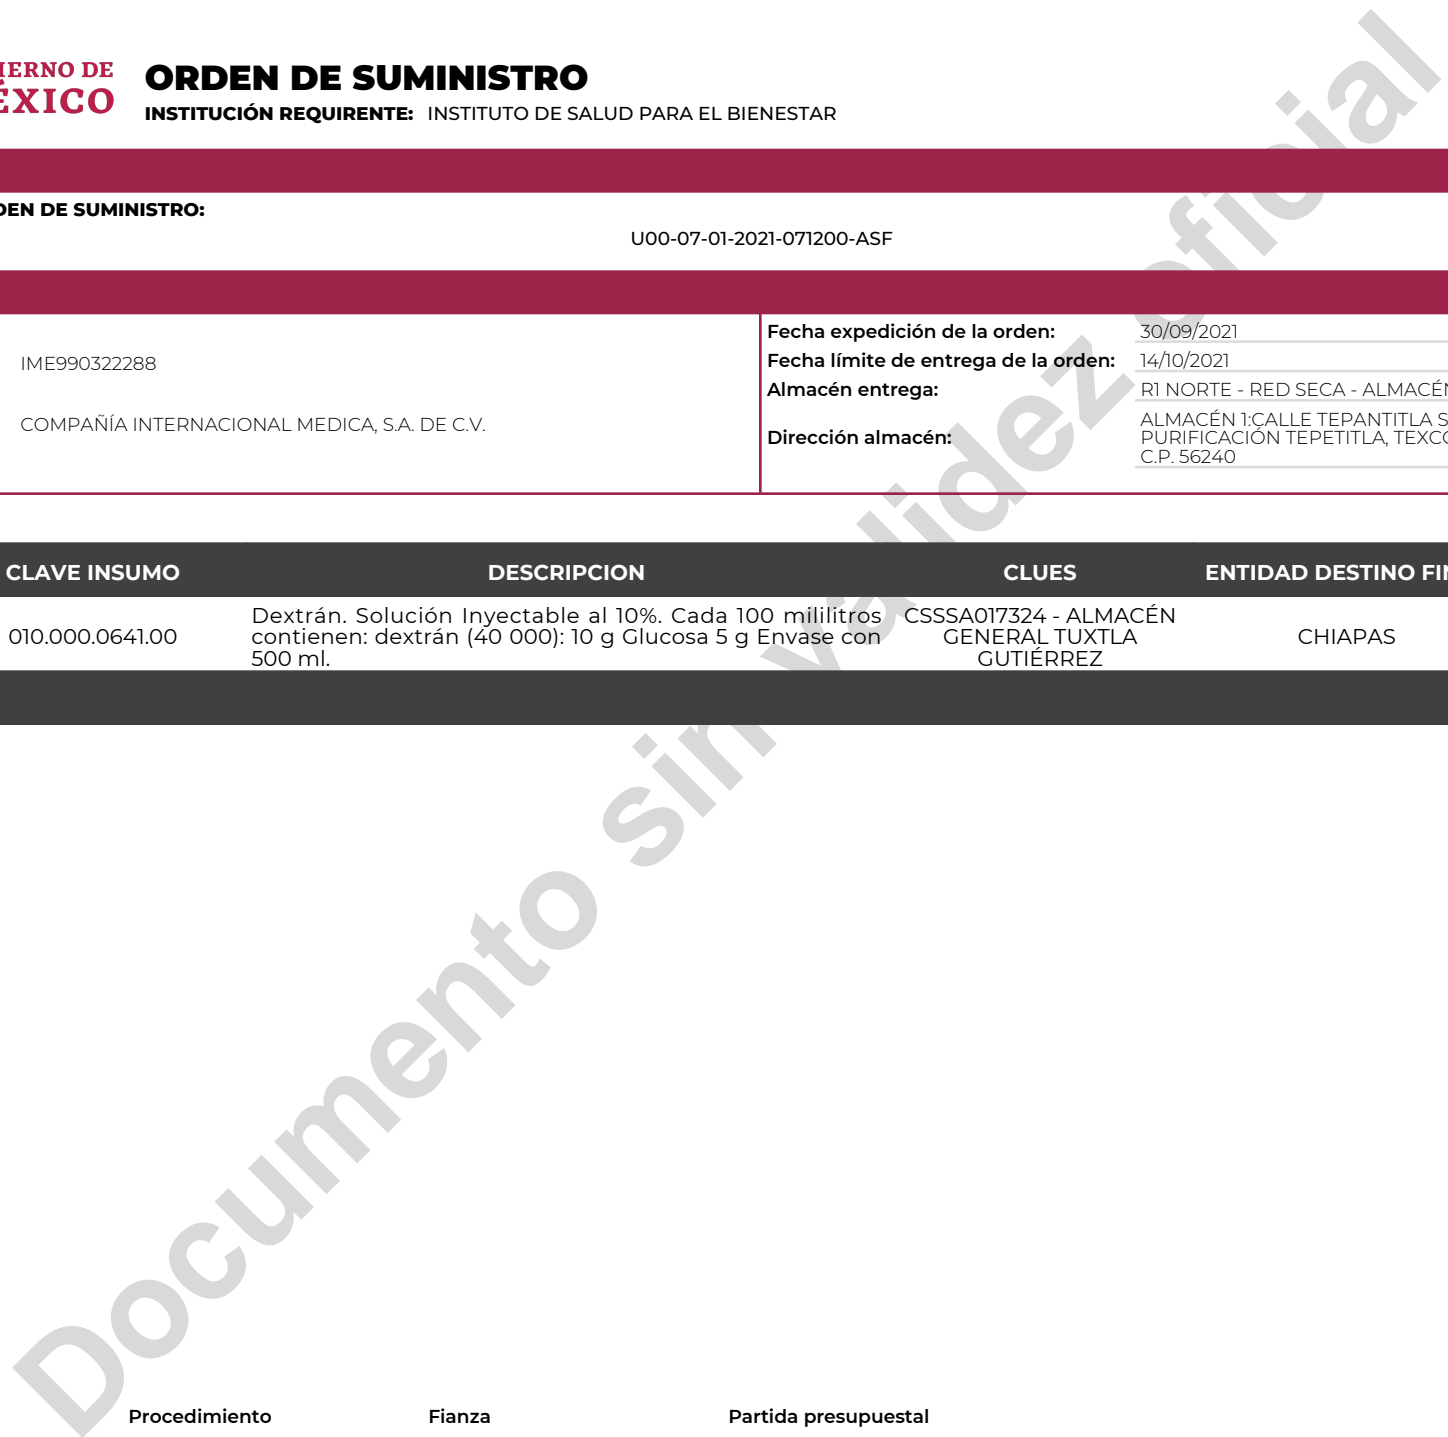 IERNO DE
ÉXICO
ORDEN DE SUMINISTRO
INSTITUCIÓN REQUIRENTE: INSTITUTO DE SALUD PARA EL BIENESTAR
DEN DE SUMINISTRO:
U00-07-01-2021-071200-ASF
IME990322288
COMPAÑÍA INTERNACIONAL MEDICA, S.A. DE C.V.
Fecha expedición de la orden: 30/09/2021
Fecha límite de entrega de la orden: 14/10/2021
Almacén entrega: R1 NORTE - RED SECA - ALMACÉN
Dirección almacén: ALMACÉN 1:CALLE TEPANTITLA S
PURIFICACIÓN TEPETITLA, TEXCO
C.P. 56240
CLAVE INSUMO DESCRIPCION CLUES ENTIDAD DESTINO FIN
010.000.0641.00
Dextrán. Solución Inyectable al 10%. Cada 100 mililitros
contienen: dextrán (40 000): 10 g Glucosa 5 g Envase con
500 ml.
CSSSA017324 - ALMACÉN
GENERAL TUXTLA
GUTIÉRREZ
CHIAPAS
Documento sin validez oficial
Procedimiento Fianza Partida presupuestal